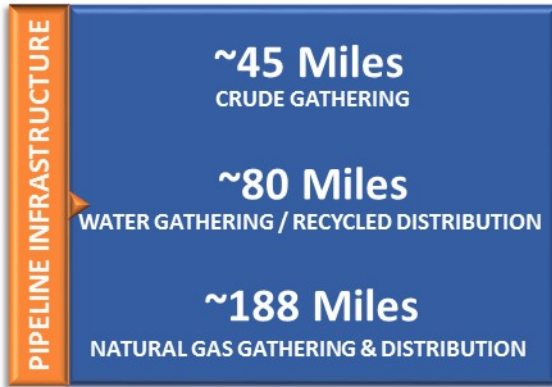 PIPELINE INFRASTRUCTURE
~45 Miles
CRUDE GATHERING
~80 Miles
WATER GATHERING / RECYCLED DISTRIBUTION
~188 Miles
NATURAL GAS GATHERING & DISTRIBUTION